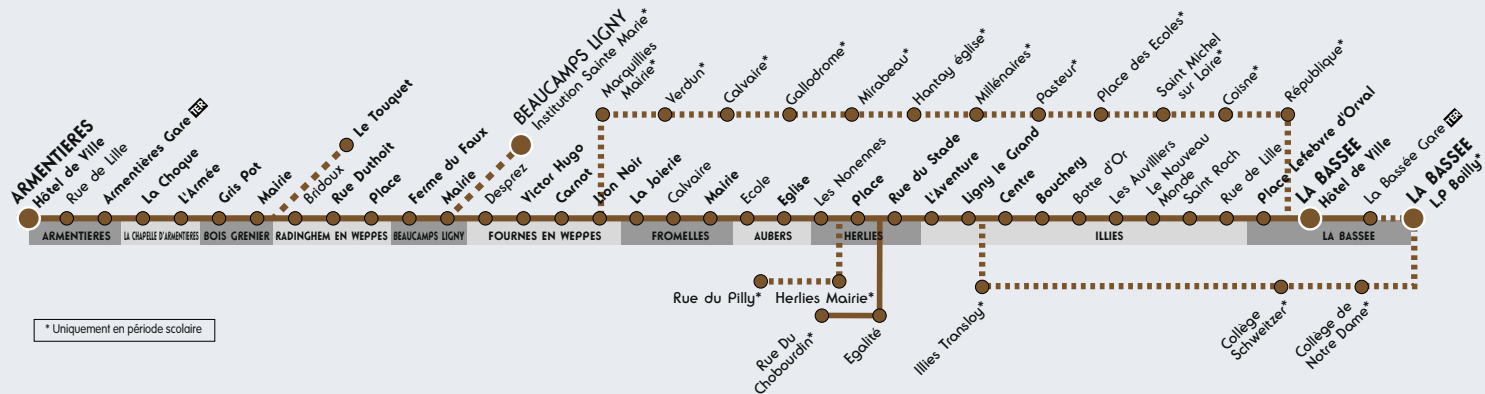 ARMENTIERES
Hôtel de Ville
Rue de Lille
Armentières Gare TER
La Choque
L'Armée
Gris Pot
Mairie
Le Touquet
Bridoux
Rue Duthoit
Place
Ferme du Faux
Mairie
BEAUCAMPS LIGNY
Institution Sainte Marie*
Desprez
Victor Hugo
Carnot
Lion Noir
Marquillies
Mairie*
Verdun*
Calvaire*
Gallodrome*
Mirabeau*
Hantay église*
Millénaires*
Pasteur*
Place des Ecoles*
Saint Michel
sur Loire*
Coisne*
République*
La Joierie
Calvaire
Mairie
Ecole
Eglise
Les Nonennes
Place
Rue du Stade
L'Aventure
Ligny le Grand
Centre
Bouchery
Botte d'Or
Les Auvilliers
Le Nouveau
Monde
Saint Roch
Rue de Lille
Place Lefebvre d'Orval
LA BASSEE
Hôtel de Ville
La Bassée Gare TER
LA BASSEE
L.P Boilly*
ARMENTIERES
LA CHAPELLE D'ARMENTIERES
BOIS GRENIER
RADINGHEM EN WEPPES
BEAUCAMPS LIGNY
FOURNES EN WEPPES
FROMELLES
AUBERS
HERLIES
ILLIES
LA BASSEE
Rue du Pilly*
Herlies Mairie*
Rue Du
Chobourdin*
Egalité
Illies Transloy*
Collège
Schweitzer*
Collège de
Notre Dame*
* Uniquement en période scolaire